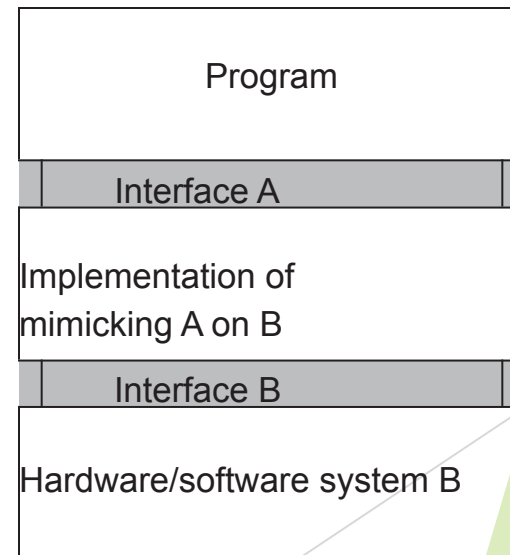 Program
Interface A
Implementation of
mimicking A on B
Interface B
Hardware/software system B